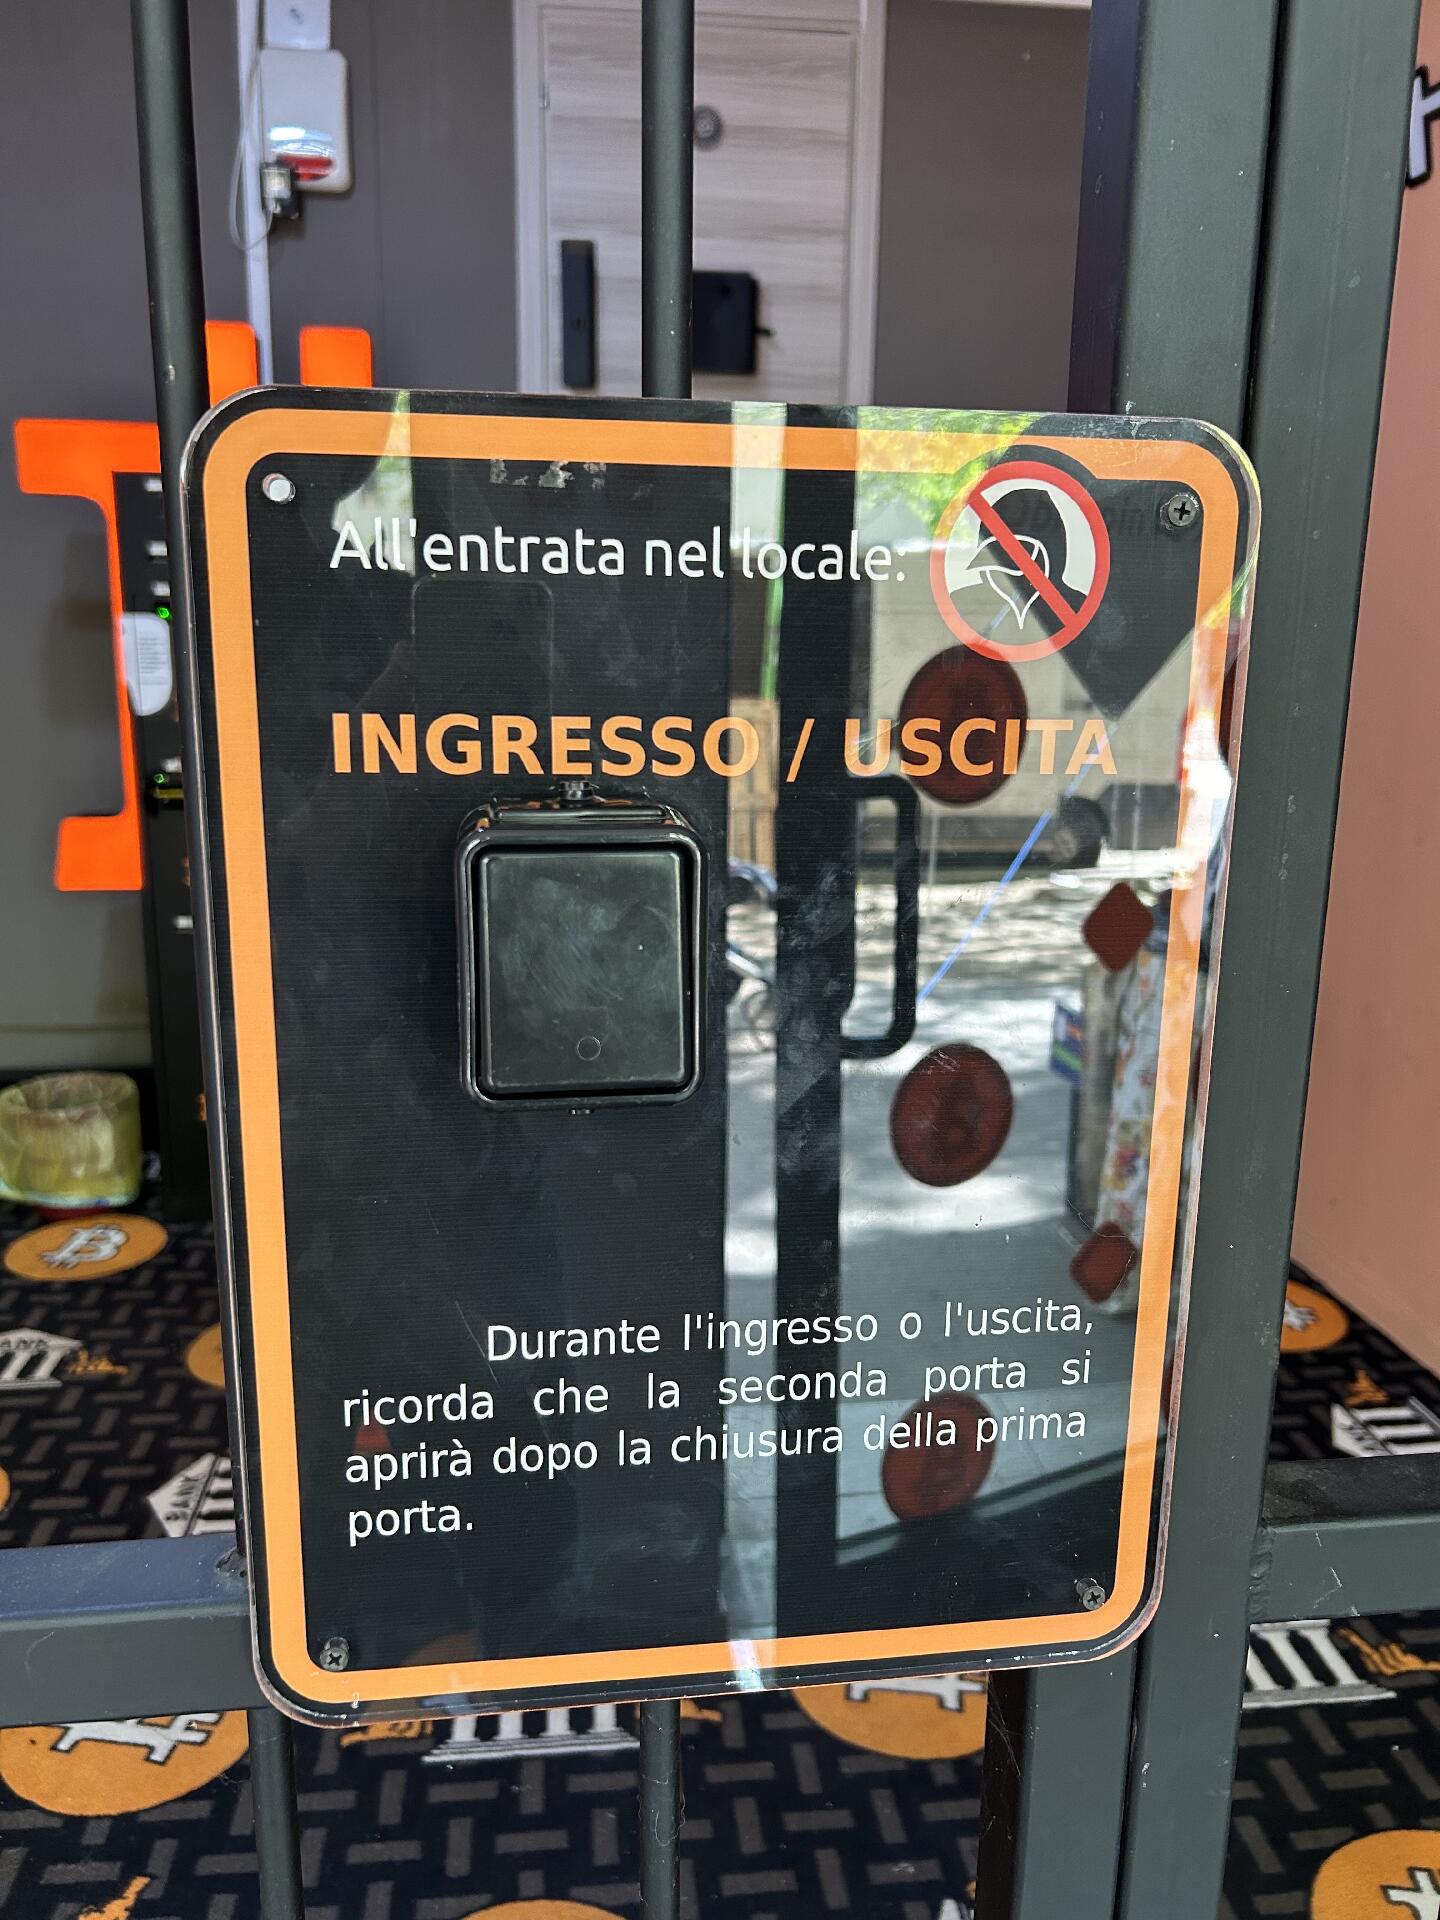 All'entrata nel locale:
INGRESSO / USCITA
Durante l'ingresso o l'uscita,
ricorda che la seconda porta si
aprirà dopo la chiusura della prima
porta.
BANK